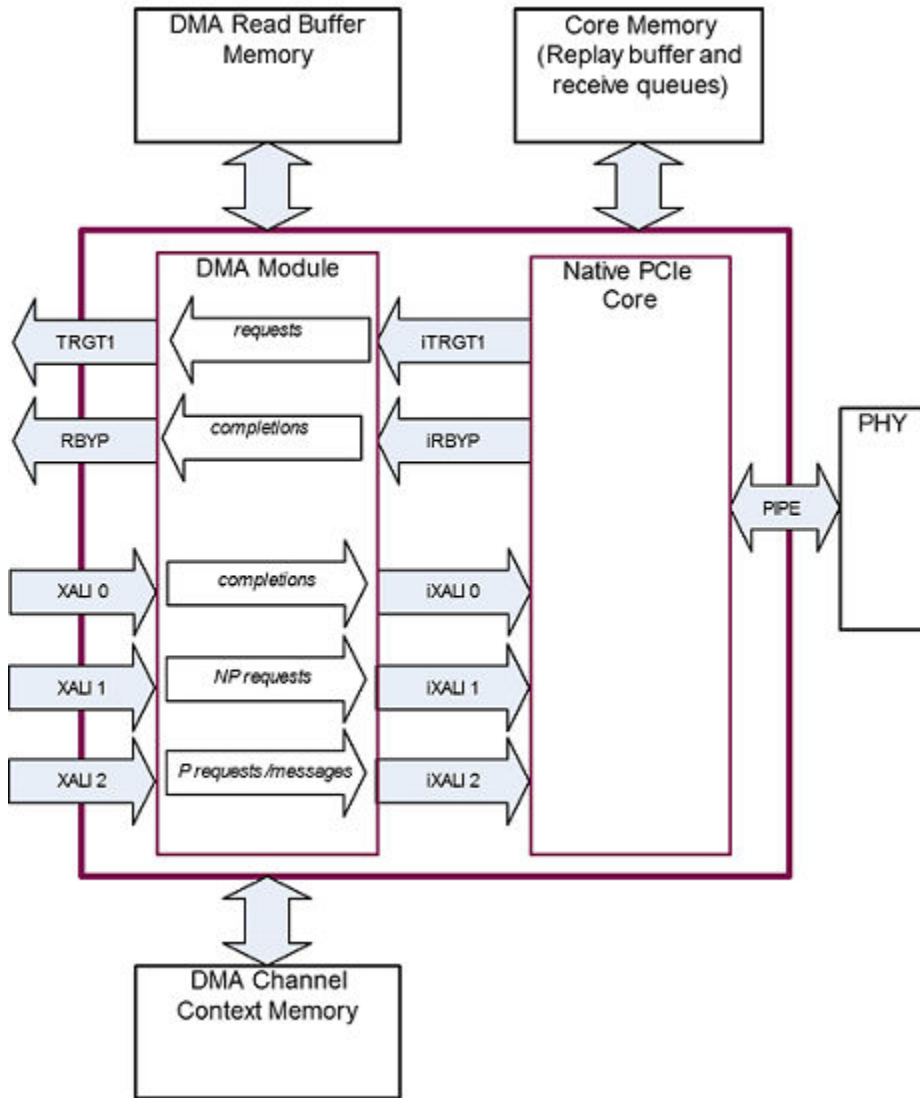 DMA Read Buffer
Memory
Core Memory
(Replay buffer and
receive queues)
DMA Module
Native PCIe
Core
TRGT1
requests
iTRGT1
RBYP
completions
iRBYP
PHY
PIPE
XALI 0
completions
iXALI 0
XALI 1
NP requests
iXALI 1
XALI 2
P requests/messages
iXALI 2
DMA Channel
Context Memory